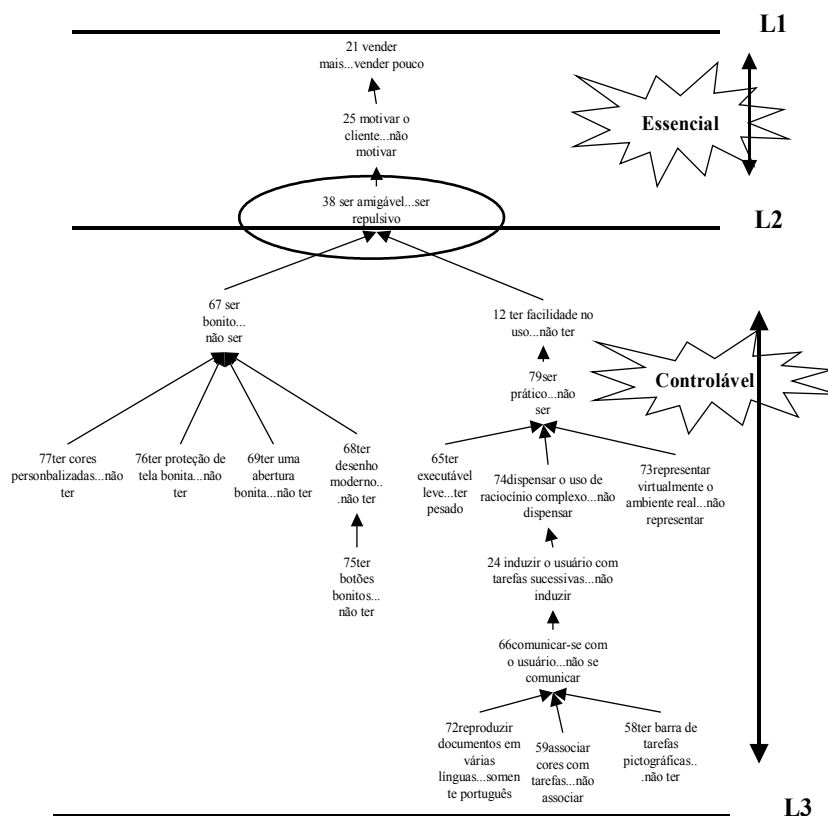 L1
21 vender
mais...vender pouco
Essencial
25 motivar o
cliente...não
motivar
38 ser amigável...ser
repulsivo
L2
67 ser
bonito...
não ser
12 ter facilidade no
uso...não ter
79ser
prático...não
ser
Controlável
77ter cores
personbalizadas...não
ter
76ter proteção de
tela bonita...não
ter
69ter uma
abertura
bonita...não ter
68ter
desenho
moderno..
.não ter
65ter
executável
leve...ter
pesado
74dispensar o uso de
raciocínio complexo...não
dispensar
73representar
virtualmente o
ambiente real...não
representar
75ter
botões
bonitos...
não ter
24 induzir o usuário com
tarefas sucessivas...não
induzir
66comunicar-se com
o usuário...não se
comunicar
72reproduzir
documentos em
várias
línguas...somen
te português
59associar
cores com
tarefas...não
associar
58ter barra de
tarefas
pictográficas..
.não ter
L3